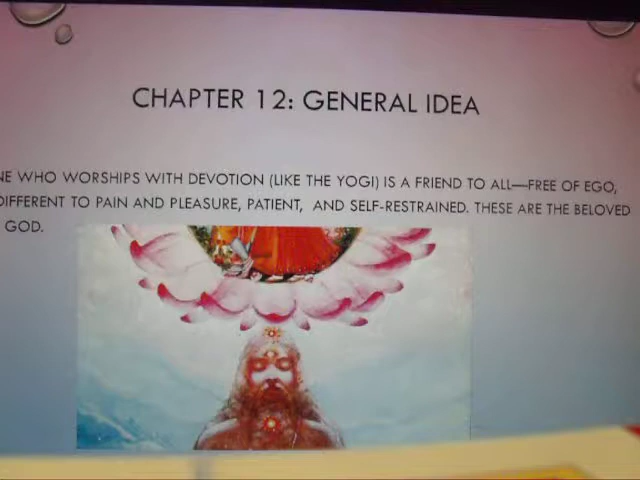 CHAPTER 12: GENERAL IDEA
NE WHO WORSHIPS WITH DEVOTION (LIKE THE YOGI) IS A FRIEND TO ALL—FREE OF EGO,
DIFFERENT TO PAIN AND PLEASURE, PATIENT, AND SELF-RESTRAINED. THESE ARE THE BELOVED
GOD.